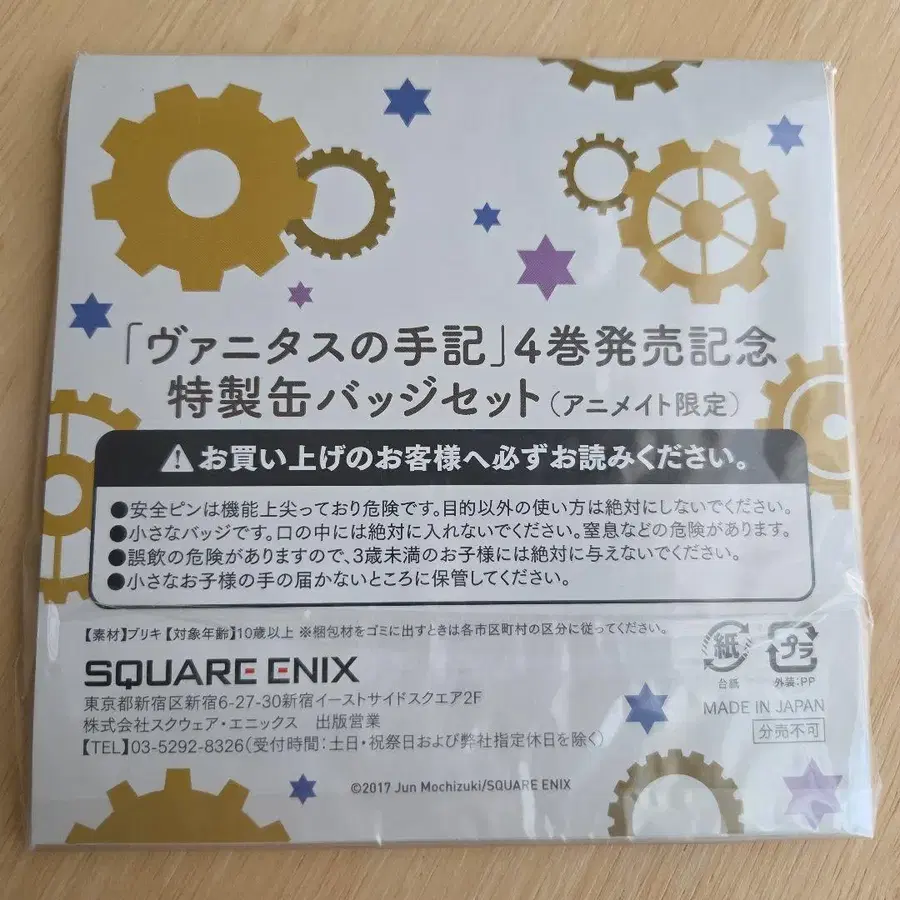 「ヴァニタスの手記」4巻発売記念
特製缶バッジセット（アニメイト限定）
お買い上げのお客様へ必ずお読みください。
●安全ピンは機能上尖っており危険です。目的以外の使い方は絶対にしないでください。
●小さなバッジです。口の中には絶対に入れないでください。窒息などの危険があります。
●誤飲の危険がありますので、3歳未満のお子様には絶対に与えないでください。
●小さなお子様の手の届かないところに保管してください。
【素材】ブリキ【対象年齢】10歳以上 ※梱包材をゴミに出すときは各市区町村の区分に従ってください。
紙
台紙
プラ
外装:PP
SQUARE ENIX
東京都新宿区新宿6-27-30新宿イーストサイドスクエア2F
株式会社スクウェア・エニックス 出版営業
【TEL】03-5292-8326（受付時間：土日・祝祭日および弊社指定休日を除く）
MADE IN JAPAN
分売不可
©2017 Jun Mochizuki/SQUARE ENIX